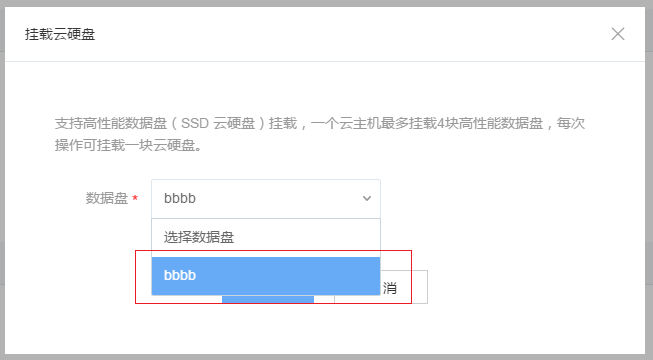 挂载云硬盘
支持高性能数据盘（SSD 云硬盘）挂载，一个云主机最多挂载4块高性能数据盘，每次
操作可挂载一块云硬盘。
数据盘 * bbbb
选择数据盘
bbbb
消